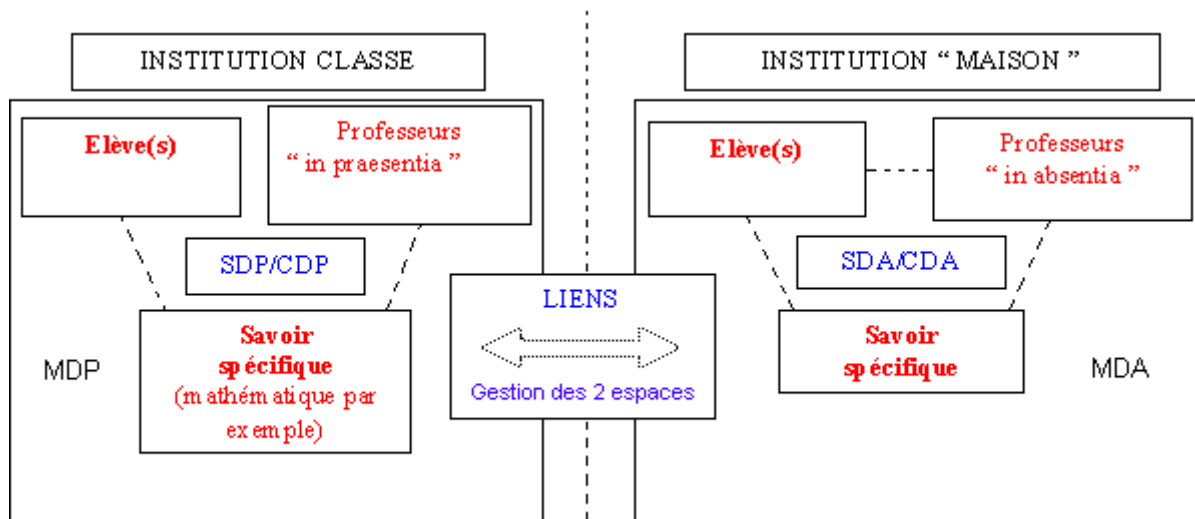 INSTITUTION CLASSE
Elève(s)
Professeurs
“ in praesentia ”
SDP/CDP
Savoir
spécifique
(mathématique par
exemple)
MDP
LIENS
Gestion des 2 espaces
INSTITUTION “ MAISON ”
Elève(s)
Professeurs
“ in absentia ”
SDA/CDA
Savoir
spécifique
MDA